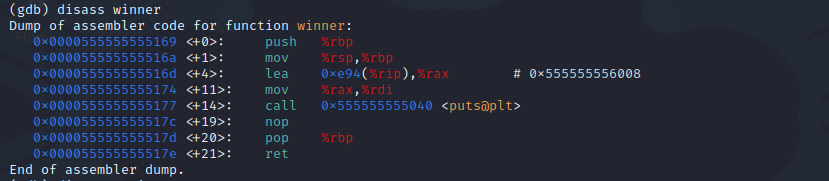 (gdb) disass winner
Dump of assembler code for function winner:
   0x0000555555555169 <+0>:     push   %rbp
   0x000055555555516a <+1>:     mov    %rsp,%rbp
   0x000055555555516d <+4>:     lea    0xe94(%rip),%rax        # 0x555555556008
   0x0000555555555174 <+11>:    mov    %rax,%rdi
   0x0000555555555177 <+14>:    call   0x555555555040 <puts@plt>
   0x000055555555517c <+19>:    nop
   0x000055555555517d <+20>:    pop    %rbp
   0x000055555555517e <+21>:    ret
End of assembler dump.